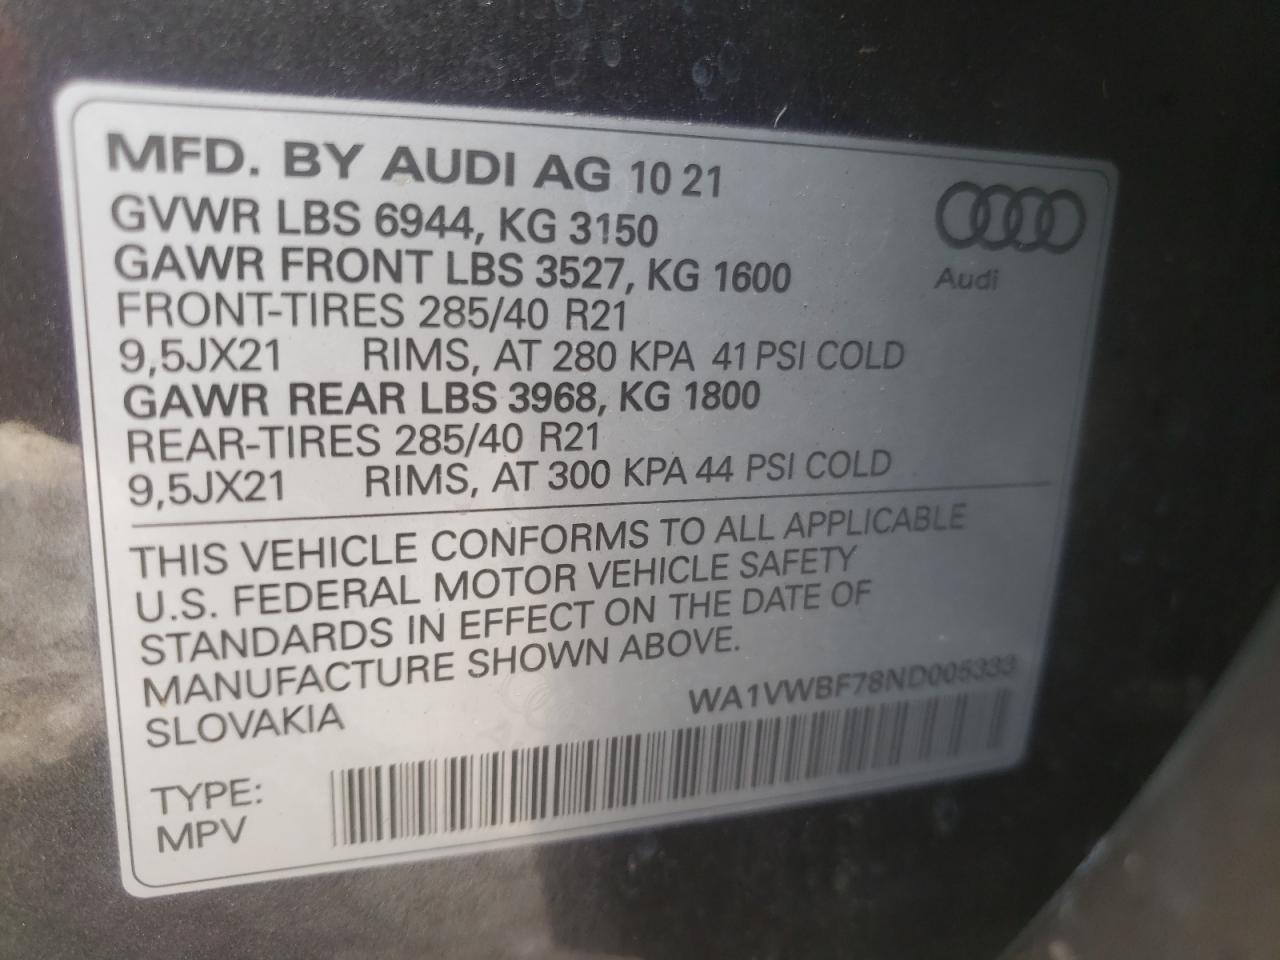 MFD. BY AUDI AG 10 21
GVWR LBS 6944, KG 3150
GAWR FRONT LBS 3527, KG 1600
FRONT-TIRES 285/40 R21
9,5JX21 RIMS, AT 280 KPA 41 PSI COLD
GAWR REAR LBS 3968, KG 1800
REAR-TIRES 285/40 R21
9,5JX21 RIMS, AT 300 KPA 44 PSI COLD
Audi
THIS VEHICLE CONFORMS TO ALL APPLICABLE
U.S. FEDERAL MOTOR VEHICLE SAFETY
STANDARDS IN EFFECT ON THE DATE OF
MANUFACTURE SHOWN ABOVE.
SLOVAKIA
WA1VWBF78ND005333
TYPE:
MPV